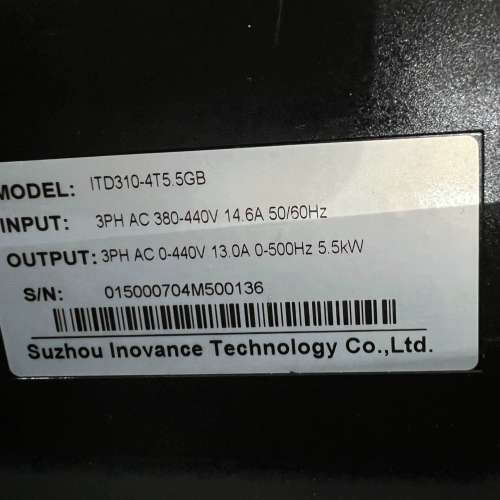 MODEL: ITD310-4T5.5GB
INPUT: 3PH AC 380-440V 14.6A 50/60Hz
OUTPUT: 3PH AC 0-440V 13.0A 0-500Hz 5.5kW
S/N: 015000704M500136
Suzhou Inovance Technology Co.,Ltd.